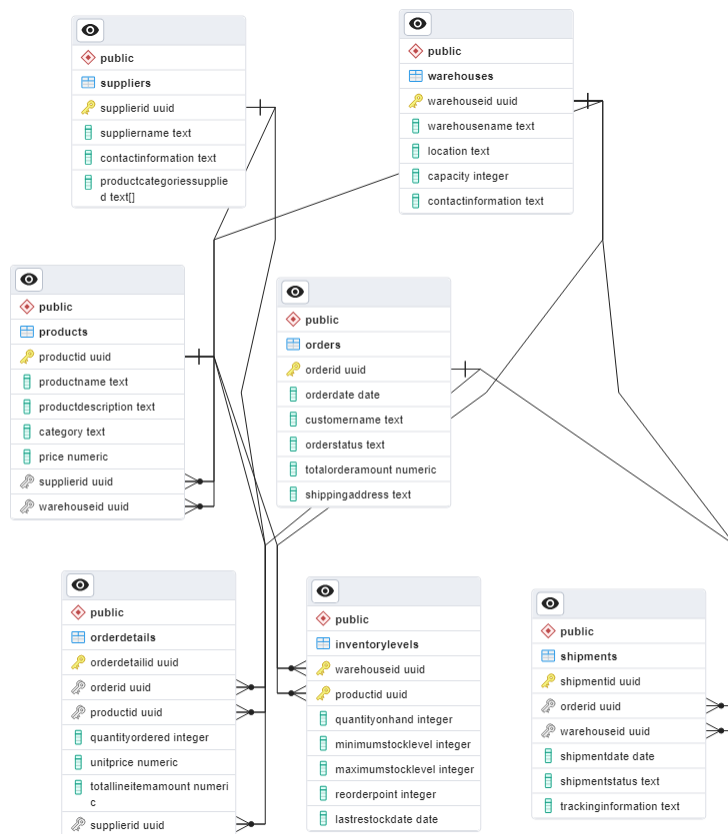 public
suppliers
supplierid uuid
suppliername text
contactinformation text
productcategoriessupplie
d text[]
public
warehouses
warehouseid uuid
warehousename text
location text
capacity integer
contactinformation text
public
products
productid uuid
productname text
productdescription text
category text
price numeric
supplierid uuid
warehouseid uuid
public
orders
orderid uuid
orderdate date
customername text
orderstatus text
totalorderamount numeric
shippingaddress text
public
orderdetails
orderdetailid uuid
orderid uuid
productid uuid
quantityordered integer
unitprice numeric
totallineitemamount numeri
c
supplierid uuid
public
inventorylevels
warehouseid uuid
productid uuid
quantityonhand integer
minimumstocklevel integer
maximumstocklevel integer
reorderpoint integer
lastrestockdate date
public
shipments
shipmentid uuid
orderid uuid
warehouseid uuid
shipmentdate date
shipmentstatus text
trackinginformation text